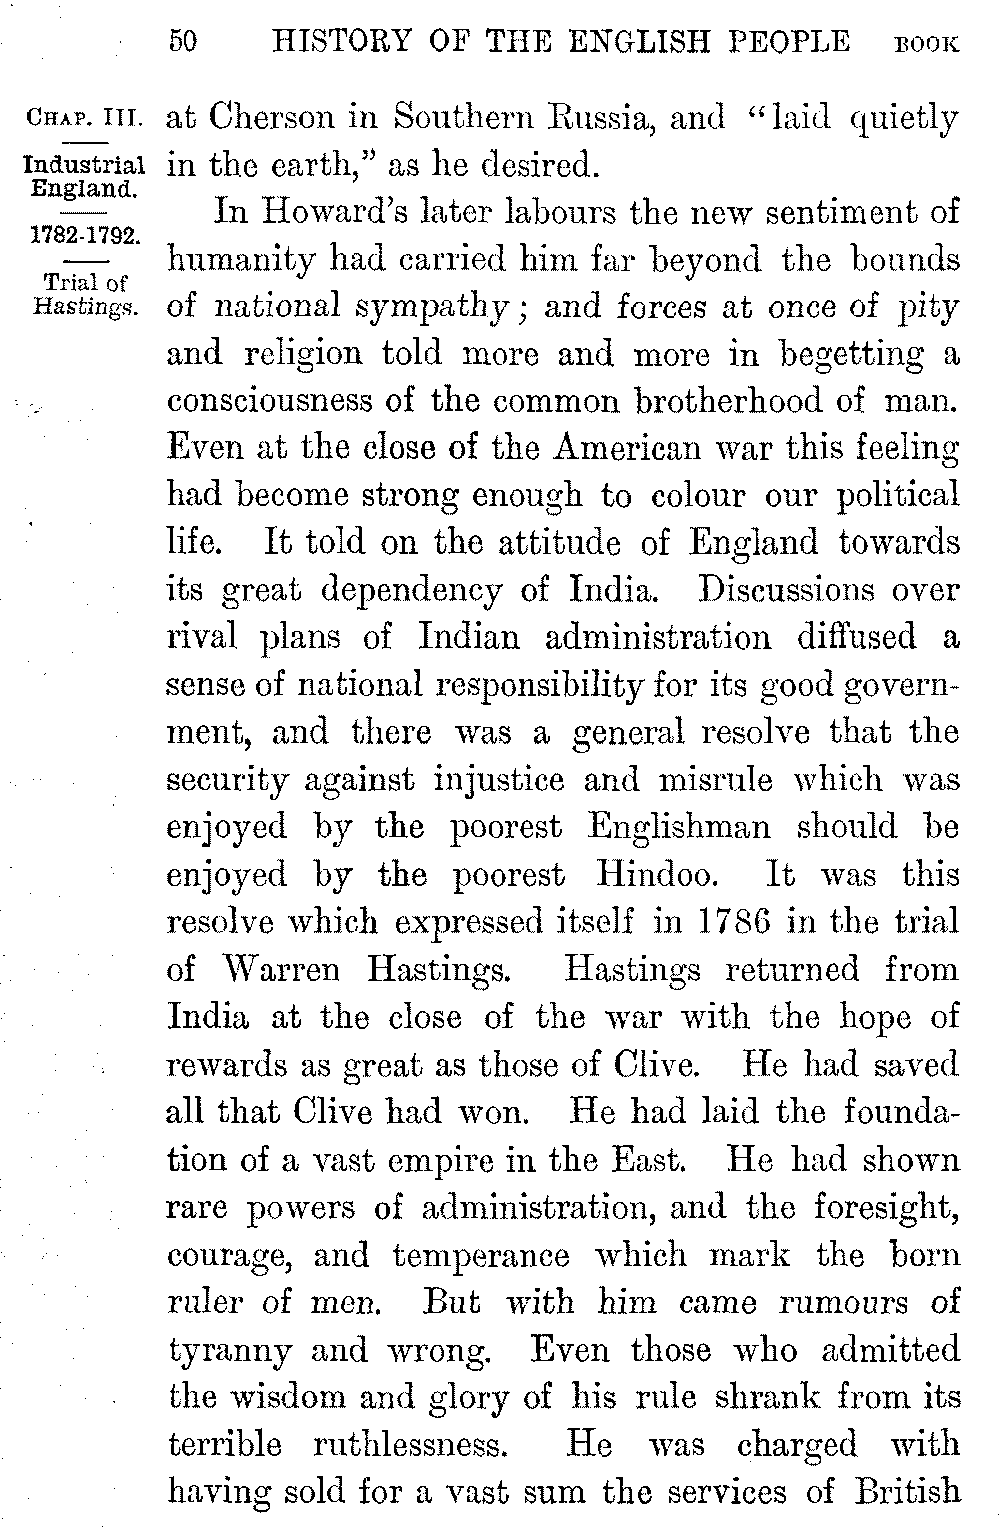 50 HISTORY OF THE ENGLISH PEOPLE BOOK
CHAP. III.
Industrial
England.
1782-1792.
Trial of
Hastings.
at Cherson in Southern Russia, and “laid quietly
in the earth,” as he desired.
In Howard’s later labours the new sentiment of
humanity had carried him far beyond the bounds
of national sympathy; and forces at once of pity
and religion told more and more in begetting a
consciousness of the common brotherhood of man.
Even at the close of the American war this feeling
had become strong enough to colour our political
life. It told on the attitude of England towards
its great dependency of India. Discussions over
rival plans of Indian administration diffused a
sense of national responsibility for its good govern-
ment, and there was a general resolve that the
security against injustice and misrule which was
enjoyed by the poorest Englishman should be
enjoyed by the poorest Hindoo. It was this
resolve which expressed itself in 1786 in the trial
of Warren Hastings. Hastings returned from
India at the close of the war with the hope of
rewards as great as those of Clive. He had saved
all that Clive had won. He had laid the founda-
tion of a vast empire in the East. He had shown
rare powers of administration, and the foresight,
courage, and temperance which mark the born
ruler of men. But with him came rumours of
tyranny and wrong. Even those who admitted
the wisdom and glory of his rule shrank from its
terrible ruthlessness. He was charged with
having sold for a vast sum the services of British